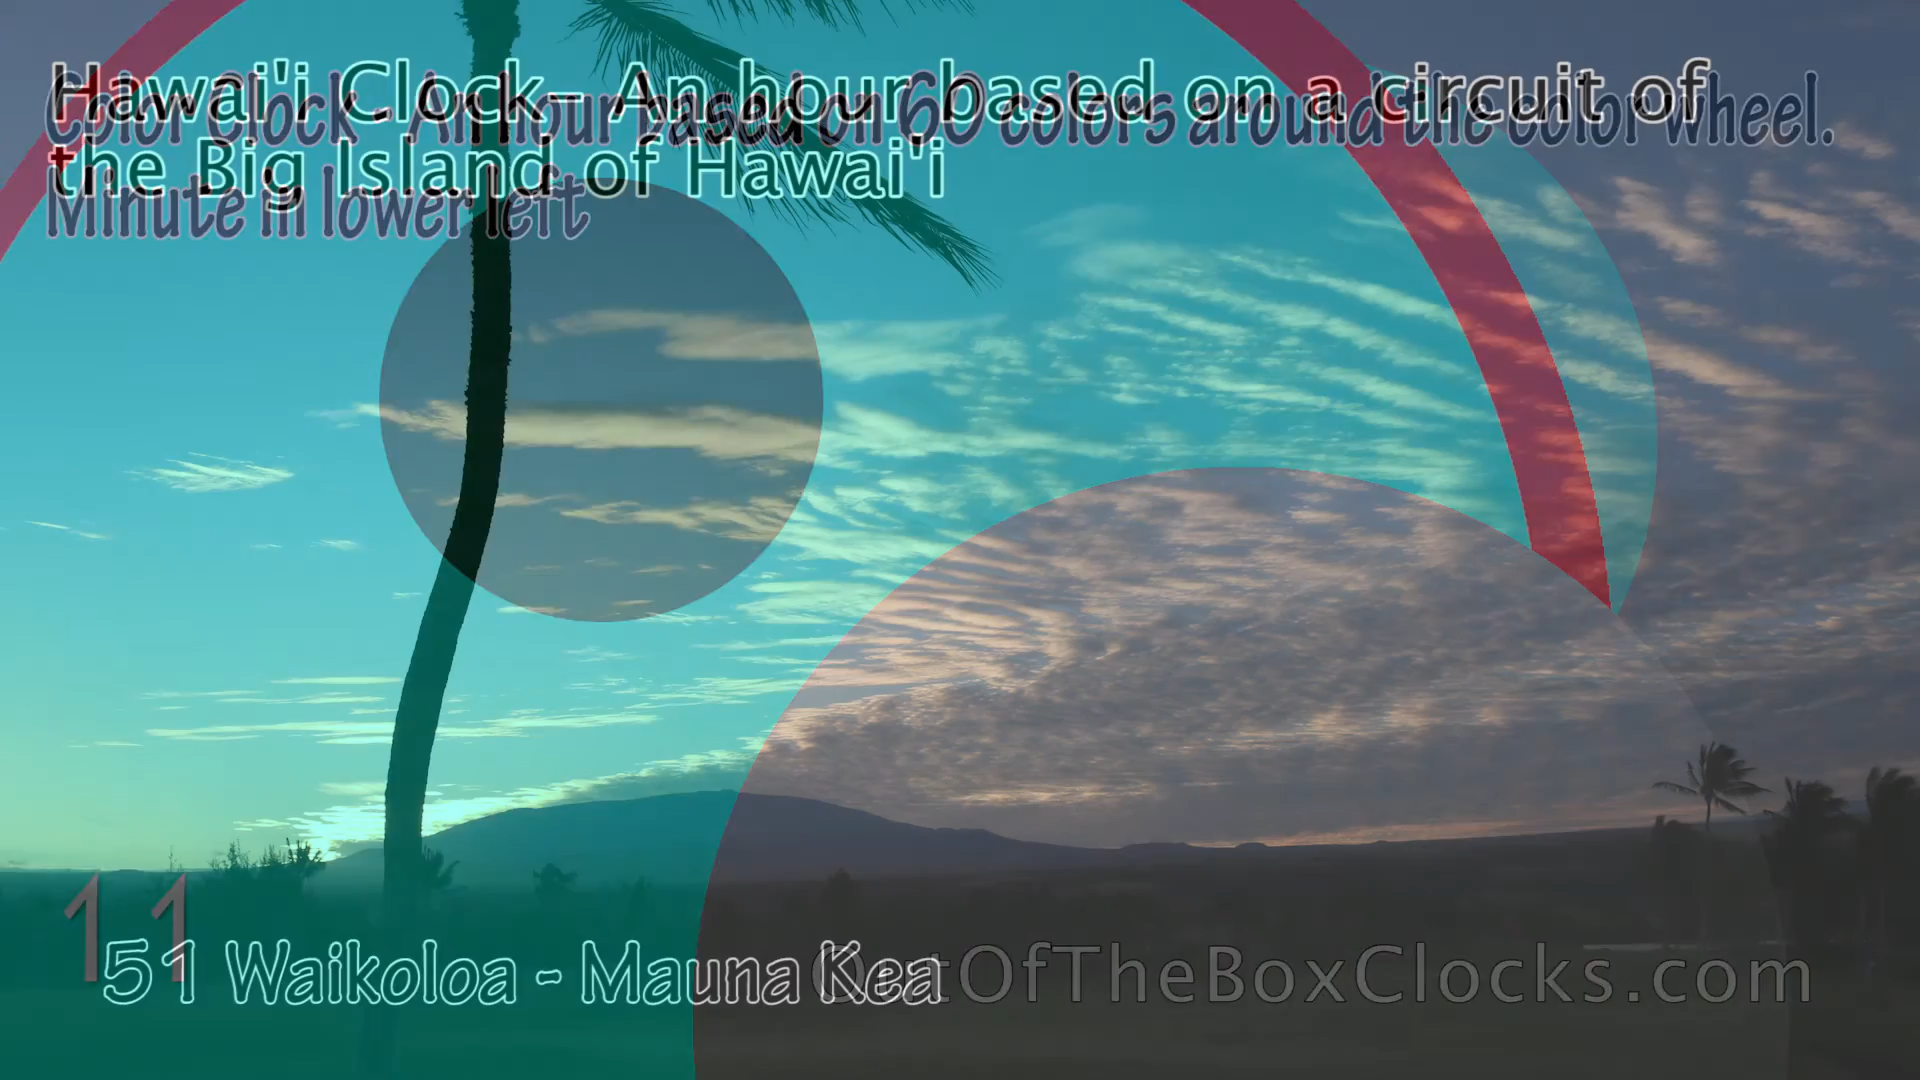 Hawai'i Clock- An hour based on a circuit of
the Big Island of Hawai'i
Color Clock - An hour based on 60 colors around the color wheel.
Minute in lower left
11
51 Waikoloa - Mauna Kea
OutOfTheBoxClocks.com